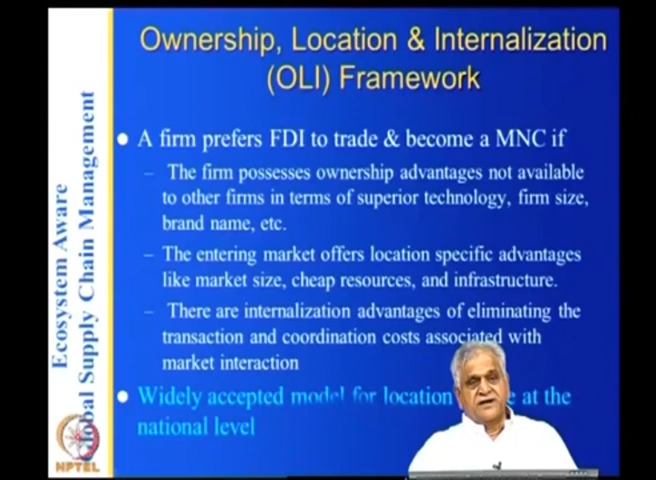 Ownership, Location & Internalization
(OLI) Framework
A firm prefers FDI to trade & become a MNC if
– The firm possesses ownership advantages not available
to other firms in terms of superior technology, firm size,
brand name, etc.
– The entering market offers location specific advantages
like market size, cheap resources, and infrastructure.
– There are internalization advantages of eliminating the
transaction and coordination costs associated with
market interaction
Widely accepted model for location at the
national level
Ecosystem Aware
Global Supply Chain Management
NPTEL